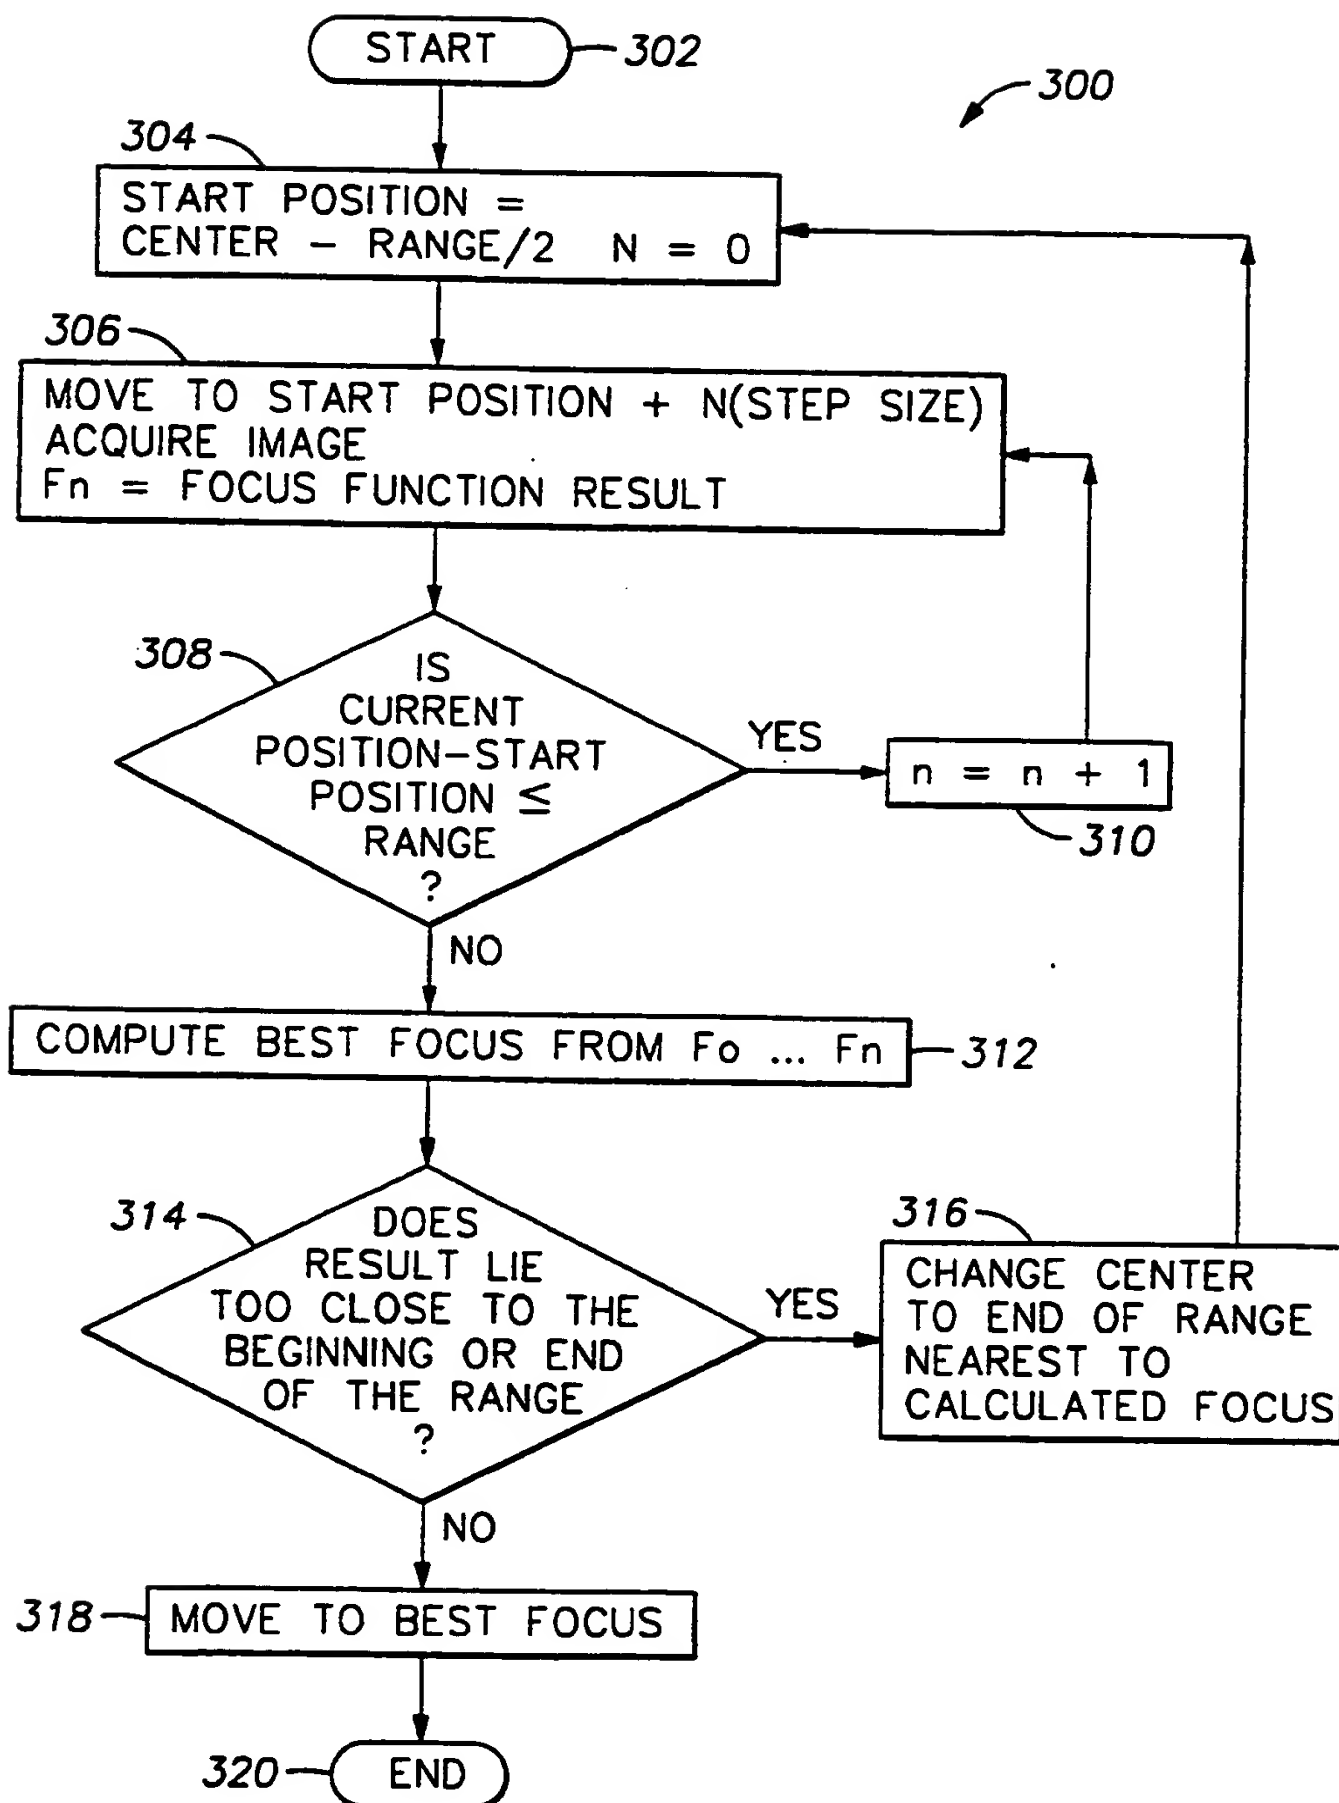 START
302
300
304
START POSITION =
CENTER – RANGE/2 N = 0
306
MOVE TO START POSITION + N(STEP SIZE)
ACQUIRE IMAGE
Fn = FOCUS FUNCTION RESULT
308
IS
CURRENT
POSITION–START
POSITION ≤
RANGE
?
YES
n = n + 1
310
NO
COMPUTE BEST FOCUS FROM Fo ... Fn
312
314
DOES
RESULT LIE
TOO CLOSE TO THE
BEGINNING OR END
OF THE RANGE
?
YES
316
CHANGE CENTER
TO END OF RANGE
NEAREST TO
CALCULATED FOCUS
NO
318
MOVE TO BEST FOCUS
320
END